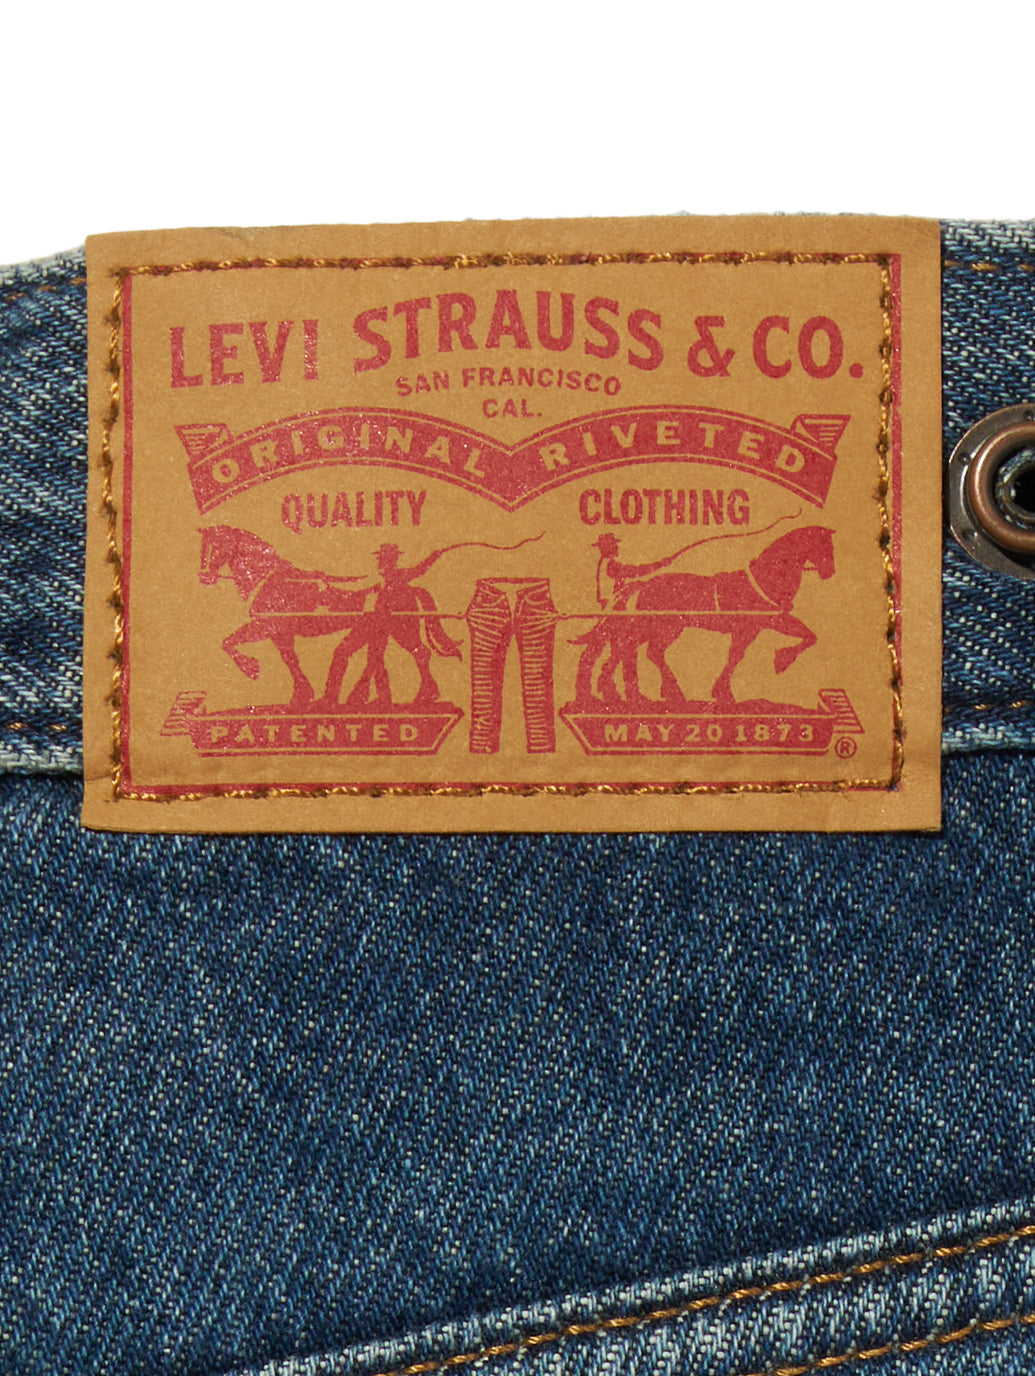 LEVI STRAUSS & CO.
SAN FRANCISCO
CAL.
ORIGINAL RIVETED
QUALITY CLOTHING
PATENTED MAY 20 1873 ®